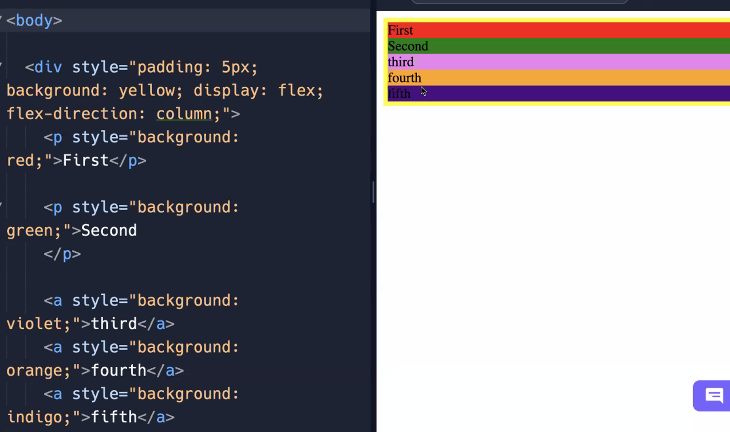 <body>
<div style="padding: 5px;
background: yellow; display: flex;
flex-direction: column;">
<p style="background:
red;">First</p>
<p style="background:
green;">Second
</p>
<a style="background:
violet;">third</a>
<a style="background:
orange;">fourth</a>
<a style="background:
indigo;">fifth</a>
First
Second
third
fourth
fifth